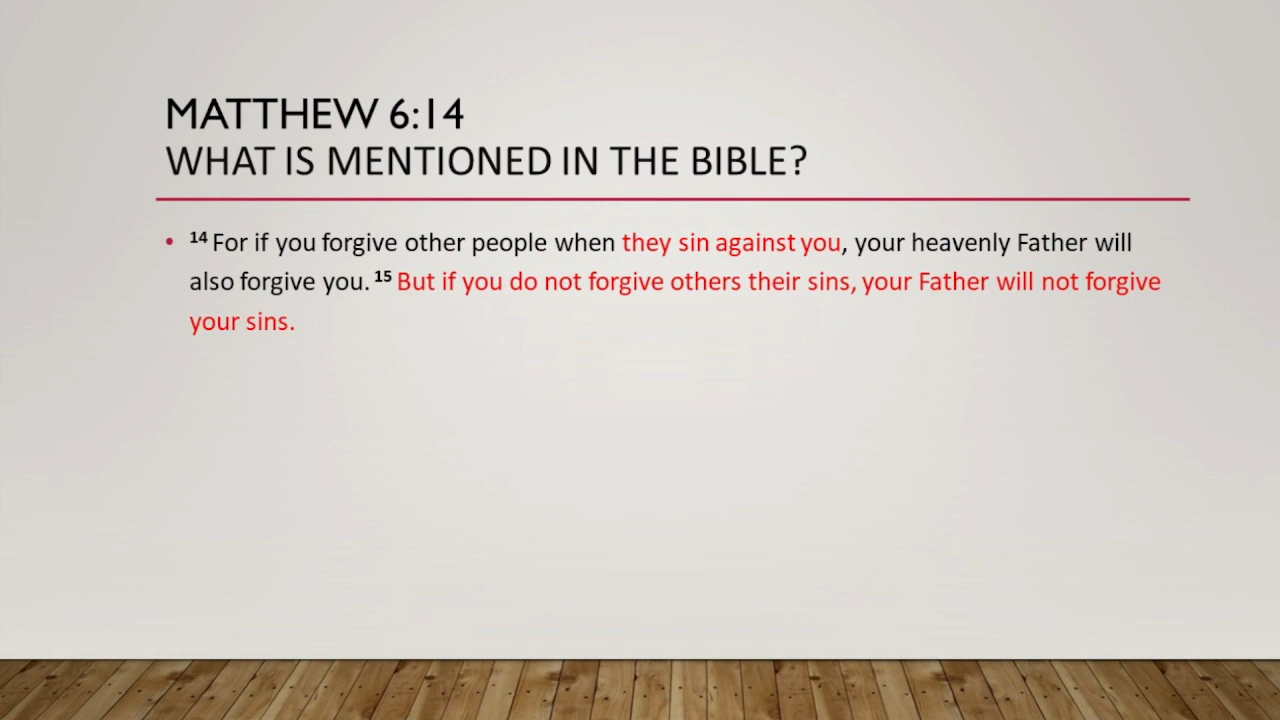 MATTHEW 6:14
WHAT IS MENTIONED IN THE BIBLE?
• ¹⁴ For if you forgive other people when they sin against you, your heavenly Father will
also forgive you. ¹⁵ But if you do not forgive others their sins, your Father will not forgive
your sins.